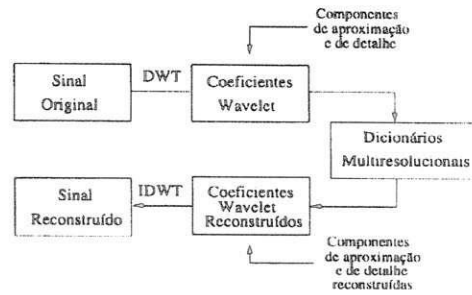 Componentes
de aproximação
e de detalhe
Sinal
Original
DWT
Coeficientes
Wavelet
Dicionários
Multiresolucionais
Sinal
Reconstruído
IDWT
Coeficientes
Wavelet
Reconstruídos
Componentes
de aproximação
e de detalhe
reconstruídas